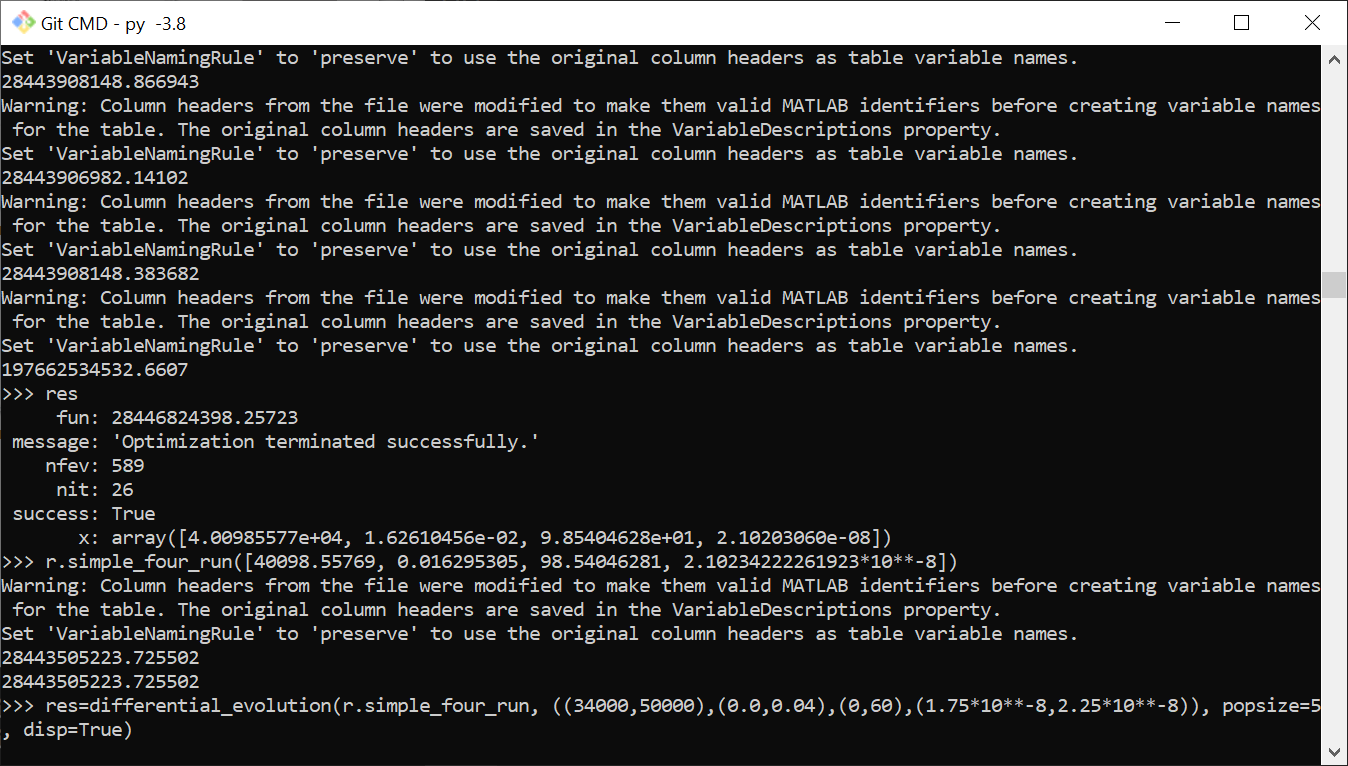 Git CMD - py  -3.8
Set 'VariableNamingRule' to 'preserve' to use the original column headers as table variable names.
28443908148.866943
Warning: Column headers from the file were modified to make them valid MATLAB identifiers before creating variable names
 for the table. The original column headers are saved in the VariableDescriptions property.
Set 'VariableNamingRule' to 'preserve' to use the original column headers as table variable names.
28443906982.14102
Warning: Column headers from the file were modified to make them valid MATLAB identifiers before creating variable names
 for the table. The original column headers are saved in the VariableDescriptions property.
Set 'VariableNamingRule' to 'preserve' to use the original column headers as table variable names.
28443908148.383682
Warning: Column headers from the file were modified to make them valid MATLAB identifiers before creating variable names
 for the table. The original column headers are saved in the VariableDescriptions property.
Set 'VariableNamingRule' to 'preserve' to use the original column headers as table variable names.
197662534532.6607
>>> res
     fun: 28446824398.25723
 message: 'Optimization terminated successfully.'
    nfev: 589
     nit: 26
 success: True
       x: array([4.00985577e+04, 1.62610456e-02, 9.85404628e+01, 2.10203060e-08])
>>> r.simple_four_run([40098.55769, 0.016295305, 98.54046281, 2.10234222261923*10**-8])
Warning: Column headers from the file were modified to make them valid MATLAB identifiers before creating variable names
 for the table. The original column headers are saved in the VariableDescriptions property.
Set 'VariableNamingRule' to 'preserve' to use the original column headers as table variable names.
28443505223.725502
28443505223.725502
>>> res=differential_evolution(r.simple_four_run, ((34000,50000),(0.0,0.04),(0,60),(1.75*10**-8,2.25*10**-8)), popsize=5
, disp=True)